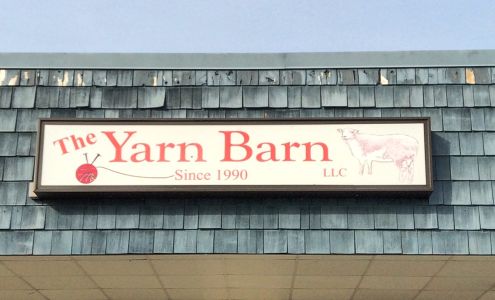 The Yarn Barn
Since 1990
LLC